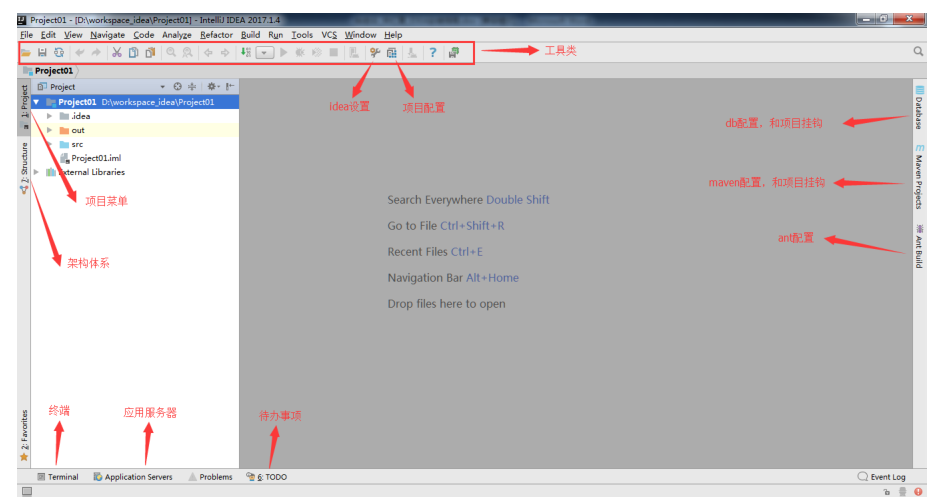 Project01 - [D:\workspace_idea\Project01] - IntelliJ IDEA 2017.1.4
File Edit View Navigate Code Analyze Refactor Build Run Tools VCS Window Help
工具类
Project01
Project
Project01 D:\workspace_idea\Project01
.idea
out
src
Project01.iml
External Libraries
1: Project
7: Structure
2: Favorites
项目菜单
架构体系
idea设置
项目配置
Search Everywhere Double Shift
Go to File Ctrl+Shift+R
Recent Files Ctrl+E
Navigation Bar Alt+Home
Drop files here to open
db配置，和项目挂钩
maven配置，和项目挂钩
ant配置
Database
m Maven Projects
Ant Build
终端
应用服务器
待办事项
Terminal Application Servers Problems 6: TODO Event Log